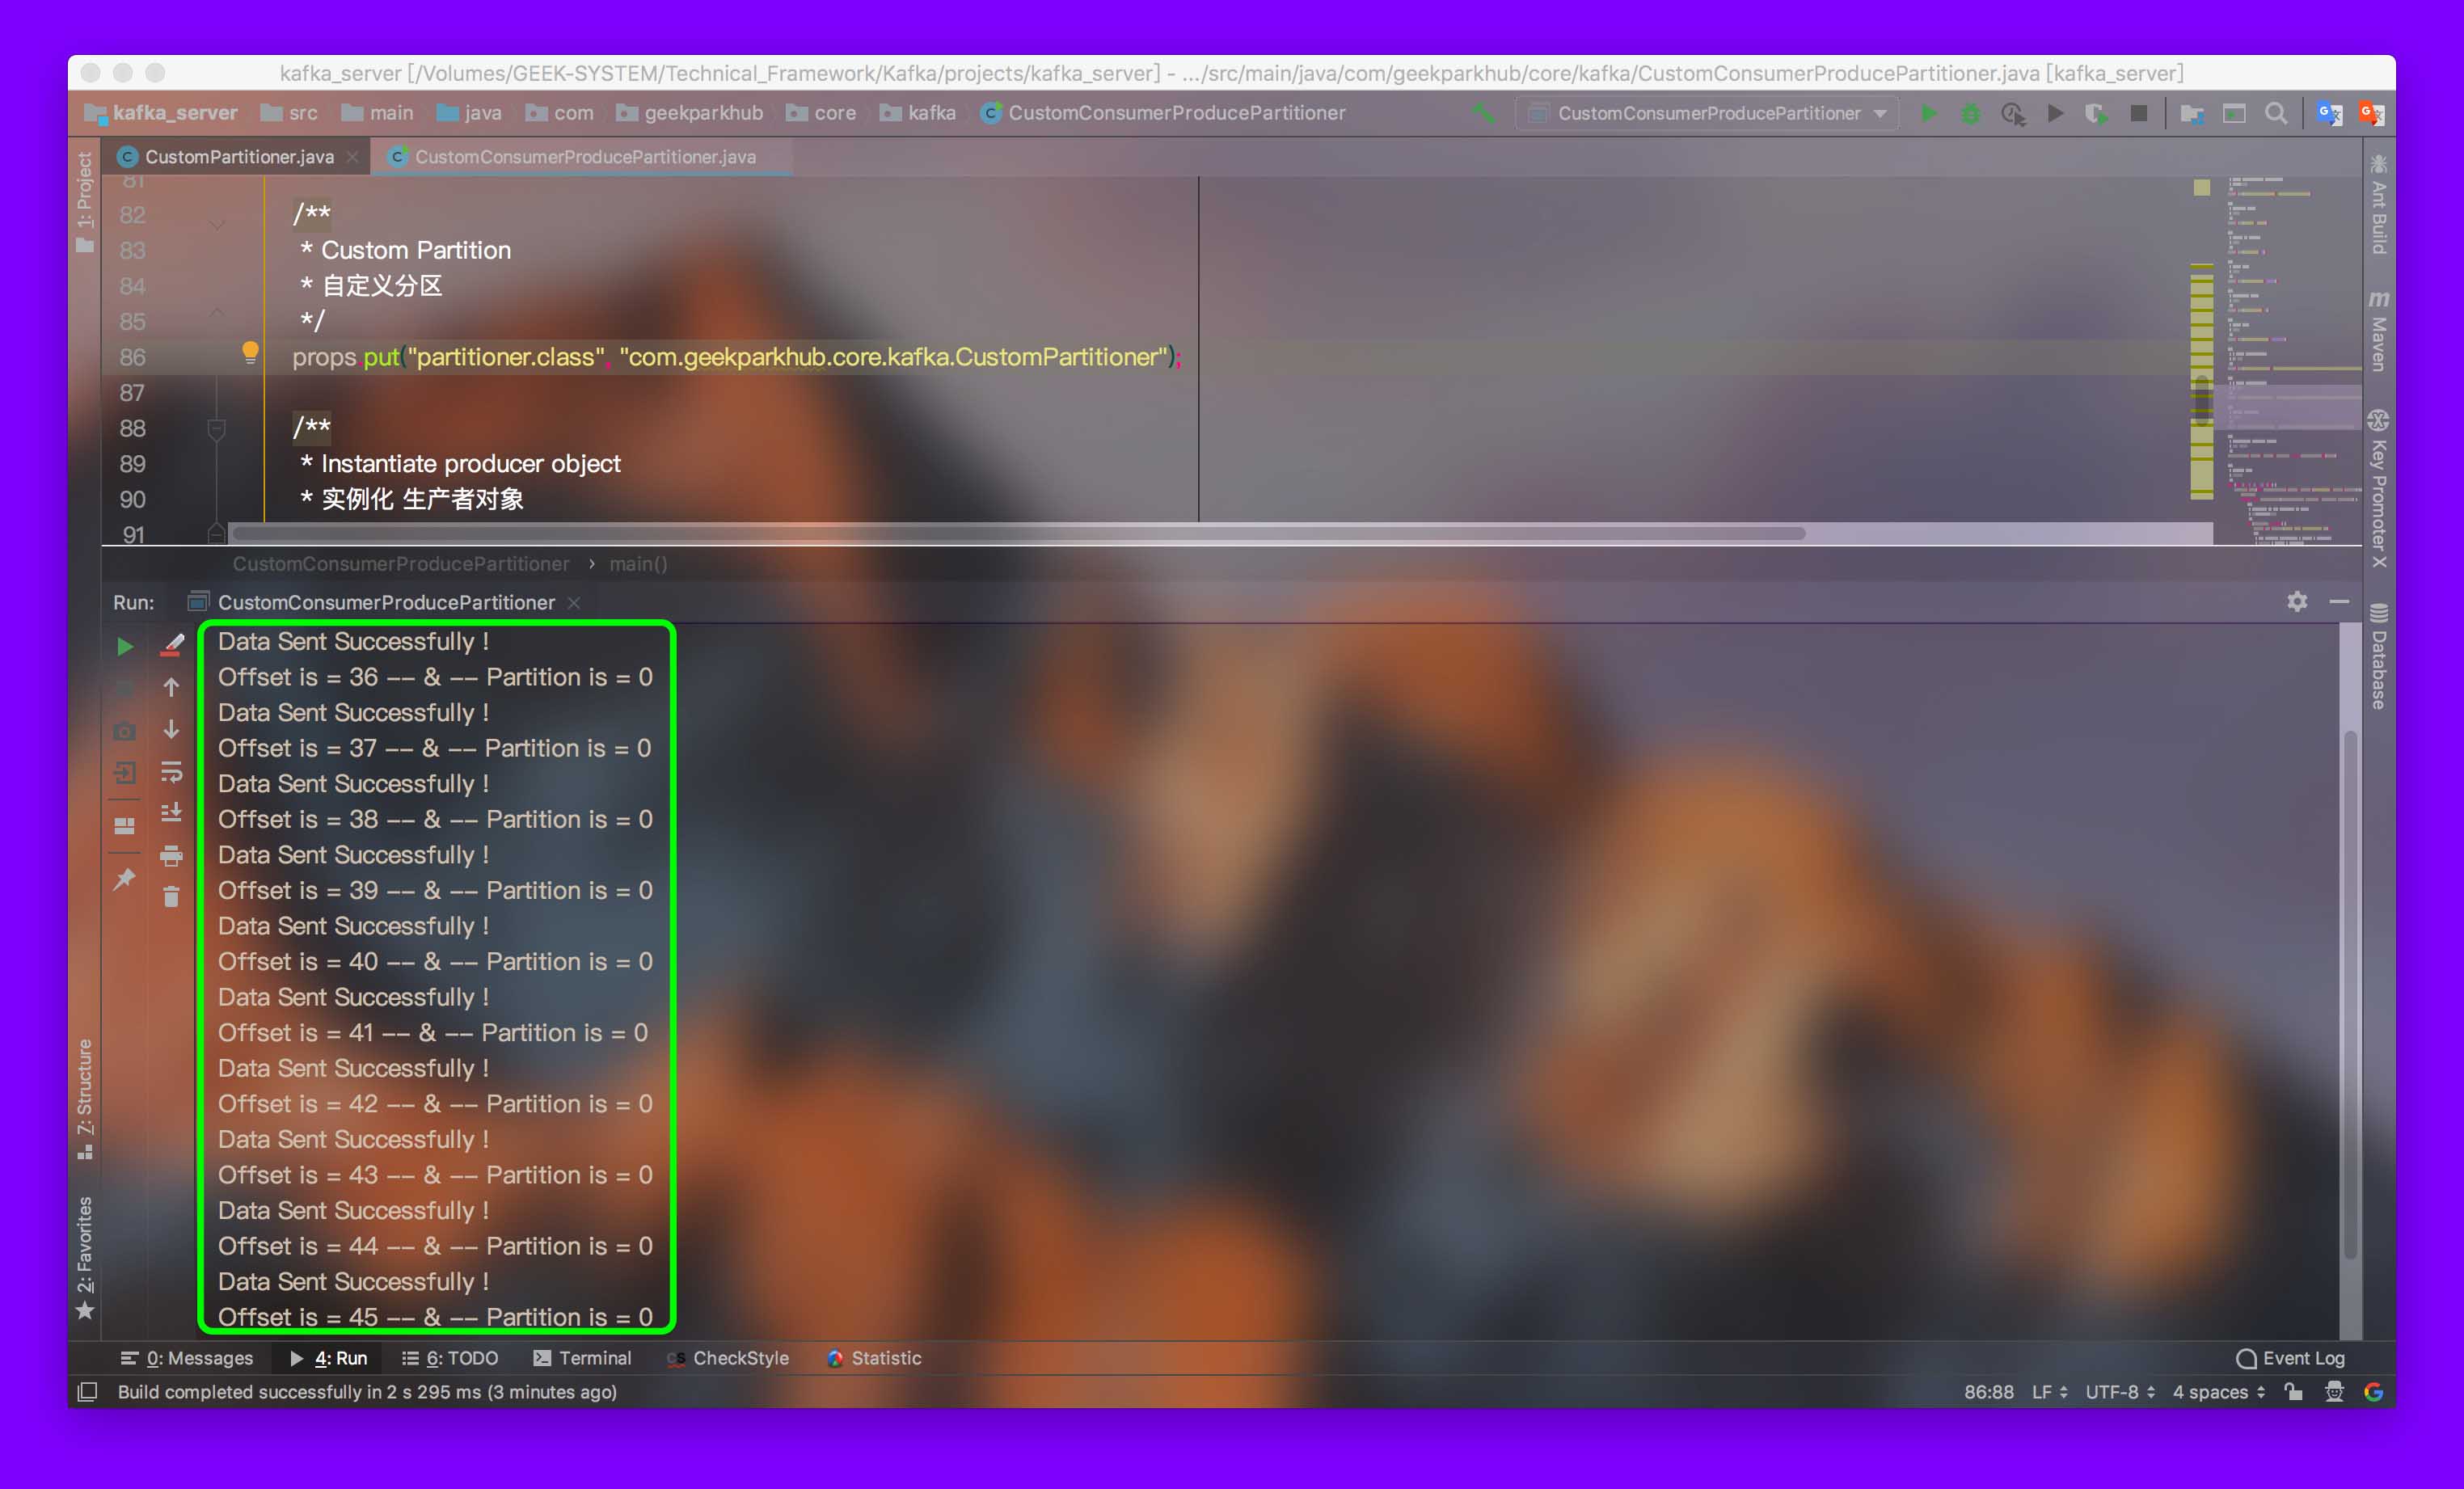 kafka_server [/Volumes/GEEK-SYSTEM/Technical_Framework/Kafka/projects/kafka_server] - .../src/main/java/com/geekparkhub/core/kafka/CustomConsumerProducePartitioner.java [kafka_server]
kafka_server src main java com geekparkhub core kafka CustomConsumerProducePartitioner CustomConsumerProducePartitioner
CustomPartitioner.java CustomConsumerProducePartitioner.java
1: Project
81
82 /**
83 * Custom Partition
84 * 自定义分区
85 */
86 props.put("partitioner.class", "com.geekparkhub.core.kafka.CustomPartitioner");
87
88 /**
89 * Instantiate producer object
90 * 实例化 生产者对象
91
Ant Build
Maven
Key Promoter X
Database
CustomConsumerProducePartitioner › main()
Run: CustomConsumerProducePartitioner
Data Sent Successfully !
Offset is = 36 -- & -- Partition is = 0
Data Sent Successfully !
Offset is = 37 -- & -- Partition is = 0
Data Sent Successfully !
Offset is = 38 -- & -- Partition is = 0
Data Sent Successfully !
Offset is = 39 -- & -- Partition is = 0
Data Sent Successfully !
Offset is = 40 -- & -- Partition is = 0
Data Sent Successfully !
Offset is = 41 -- & -- Partition is = 0
Data Sent Successfully !
Offset is = 42 -- & -- Partition is = 0
Data Sent Successfully !
Offset is = 43 -- & -- Partition is = 0
Data Sent Successfully !
Offset is = 44 -- & -- Partition is = 0
Data Sent Successfully !
Offset is = 45 -- & -- Partition is = 0
7: Structure
2: Favorites
0: Messages 4: Run 6: TODO Terminal CheckStyle Statistic Event Log
Build completed successfully in 2 s 295 ms (3 minutes ago) 86:88 LF UTF-8 4 spaces